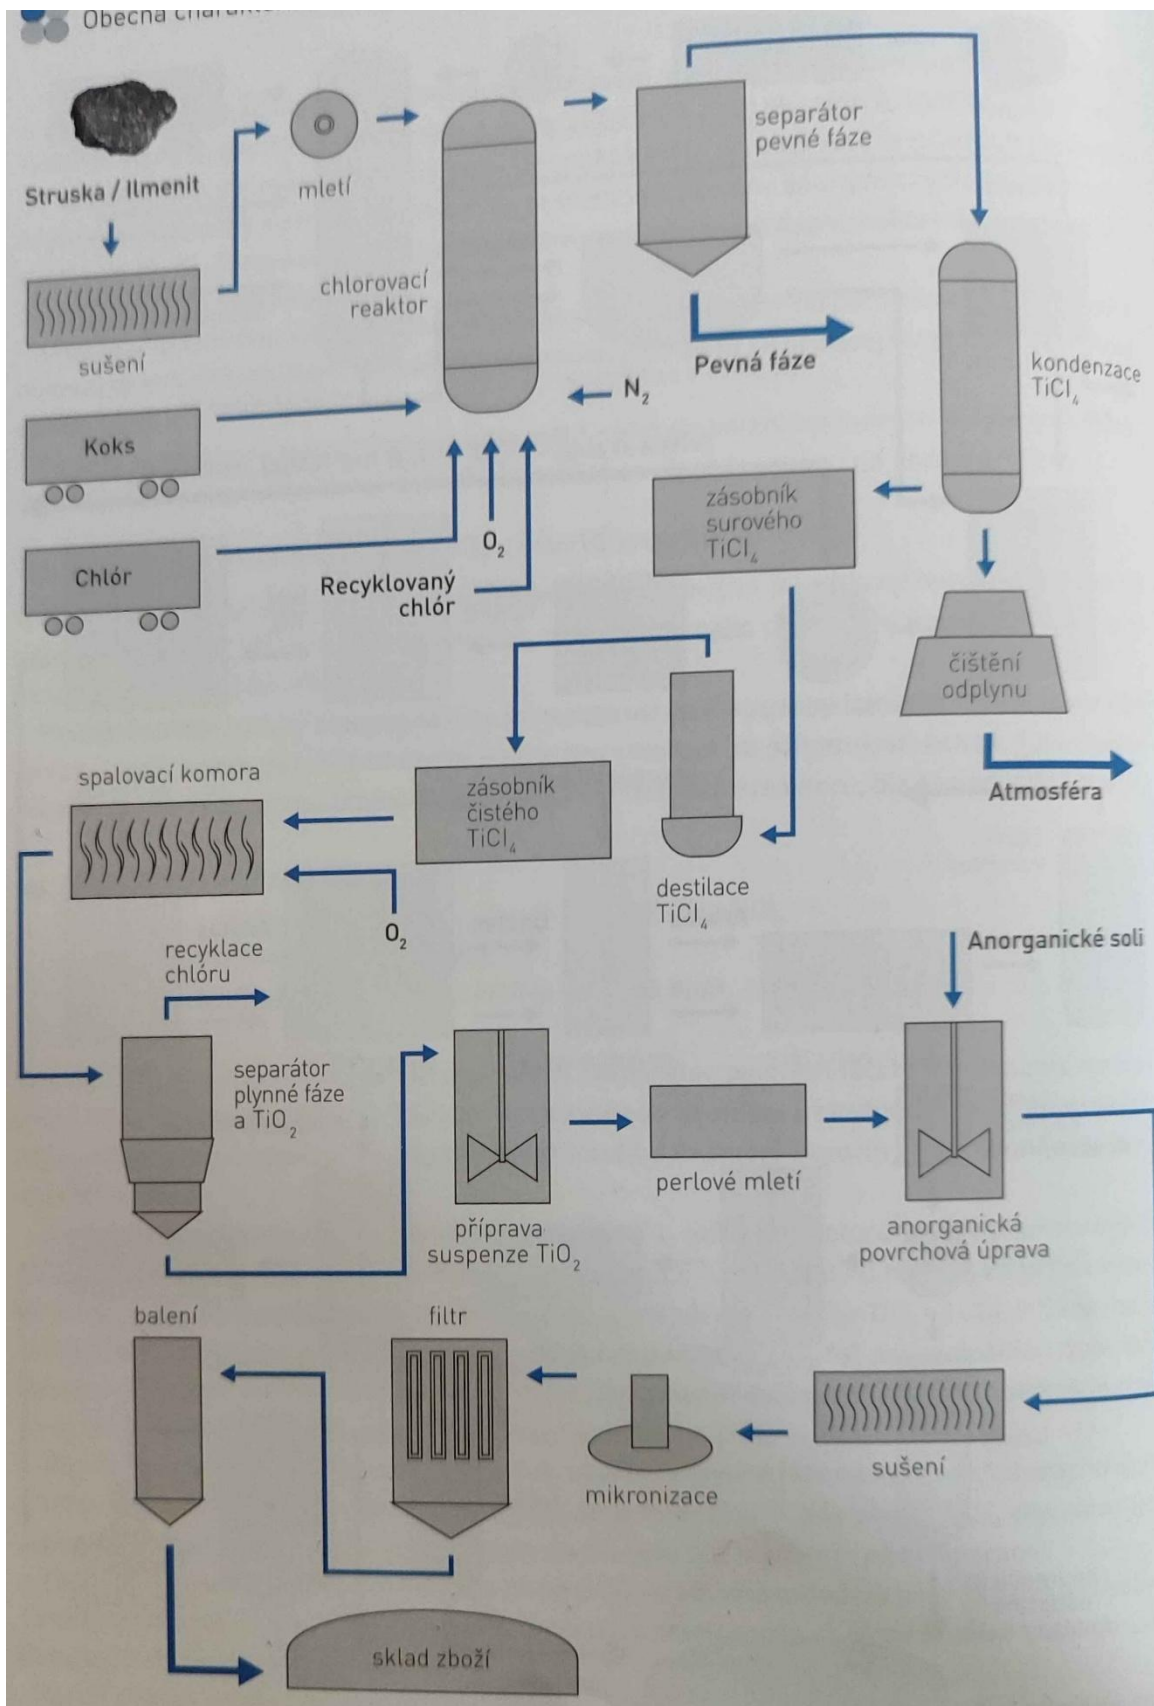 Obecná
Struska / Ilmenit
mletí
separátor
pevné fáze
chlorovací
reaktor
sušení
Pevná fáze
kondenzace
TiCl₄
N₂
Koks
zásobník
surového
TiCl₄
O₂
Chlór
Recyklovaný
chlór
čištění
odplynu
Atmosféra
spalovací komora
zásobník
čistého
TiCl₄
destilace
TiCl₄
O₂
recyklace
chlóru
Anorganické soli
separátor
plynné fáze
a TiO₂
příprava
suspenze TiO₂
perlové mletí
anorganická
povrchová úprava
balení
filtr
mikronizace
sušení
sklad zboží